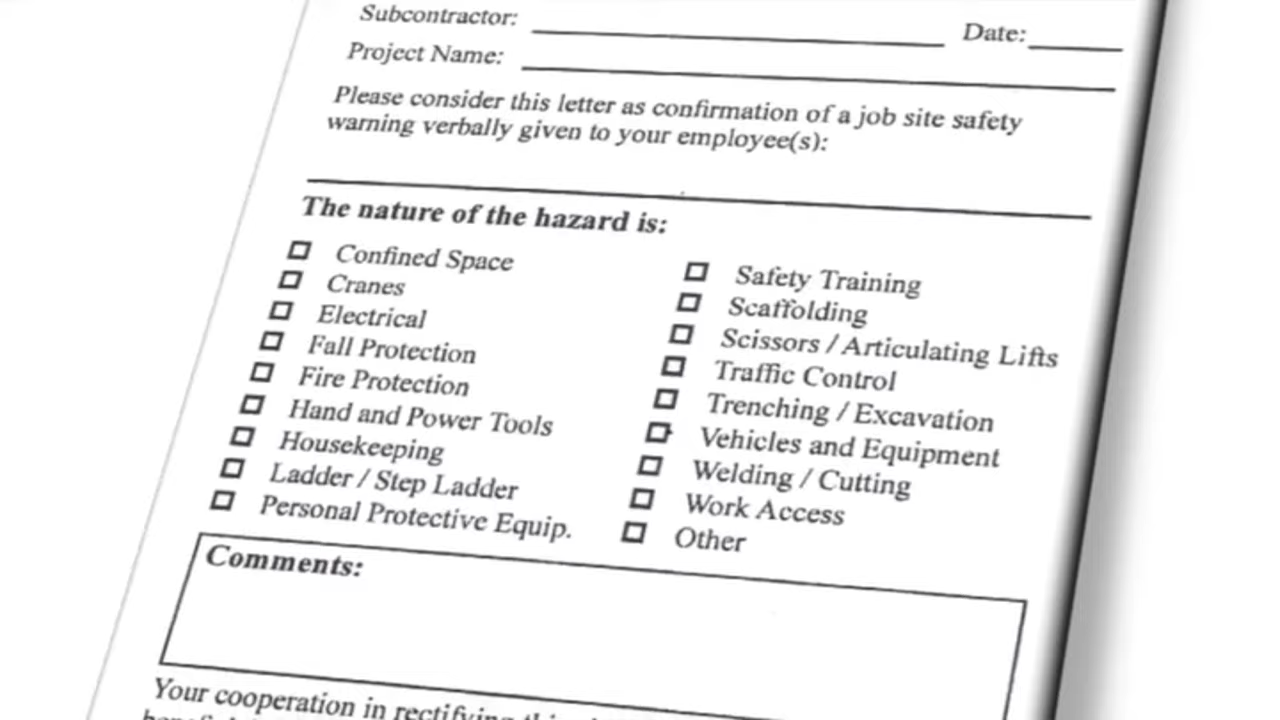 Subcontractor: Date:
Project Name:
Please consider this letter as confirmation of a job site safety
warning verbally given to your employee(s):
The nature of the hazard is:
Confined Space
Cranes
Electrical
Fall Protection
Fire Protection
Hand and Power Tools
Housekeeping
Ladder / Step Ladder
Personal Protective Equip.
Safety Training
Scaffolding
Scissors / Articulating Lifts
Traffic Control
Trenching / Excavation
Vehicles and Equipment
Welding / Cutting
Work Access
Other
Comments:
Your cooperation in rectifying